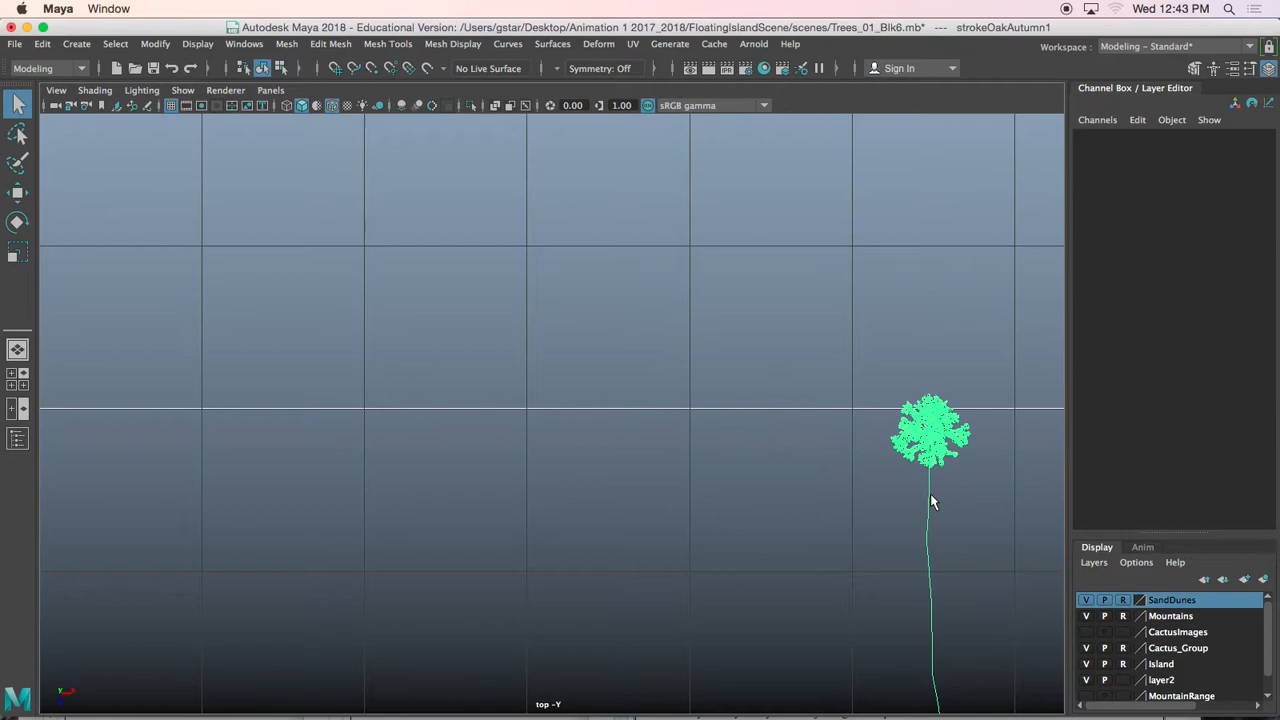 Maya Window Wed 12:43 PM
Autodesk Maya 2018 - Educational Version: /Users/gstar/Desktop/Animation 1 2017_2018/FloatingIslandScene/scenes/Trees_01_Blk6.mb* --- strokeOakAutumn1
File Edit Create Select Modify Display Windows Mesh Edit Mesh Mesh Tools Mesh Display Curves Surfaces Deform UV Generate Cache Arnold Help Workspace : Modeling - Standard*
Modeling No Live Surface Symmetry: Off Sign In
View Shading Lighting Show Renderer Panels Channel Box / Layer Editor
0.00 1.00 sRGB gamma
Channels Edit Object Show
Display Anim
Layers Options Help
V P R SandDunes
V P R Mountains
CactusImages
V P R Cactus_Group
V P R Island
V P layer2
MountainRange
top -Y